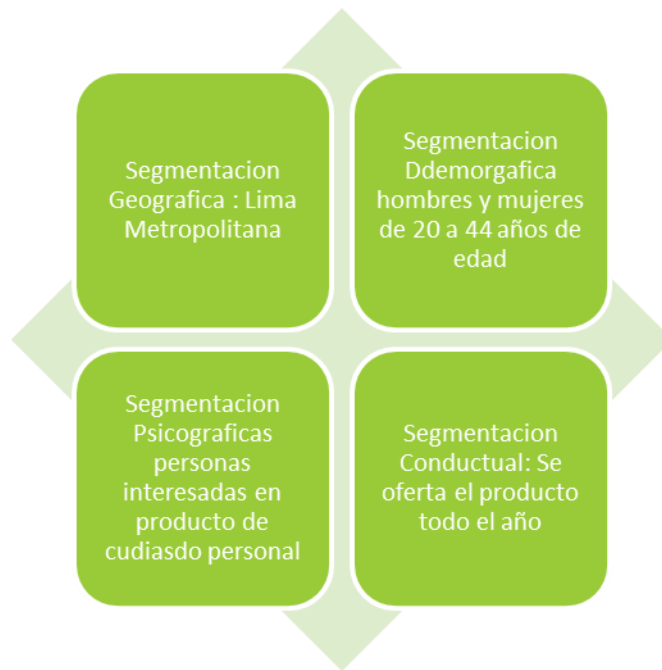 Segmentacion
Geografica : Lima
Metropolitana
Segmentacion
Ddemorgafica
hombres y mujeres
de 20 a 44 años de
edad
Segmentacion
Psicograficas
personas
interesadas en
producto de
cudiasdo personal
Segmentacion
Conductual: Se
oferta el producto
todo el año